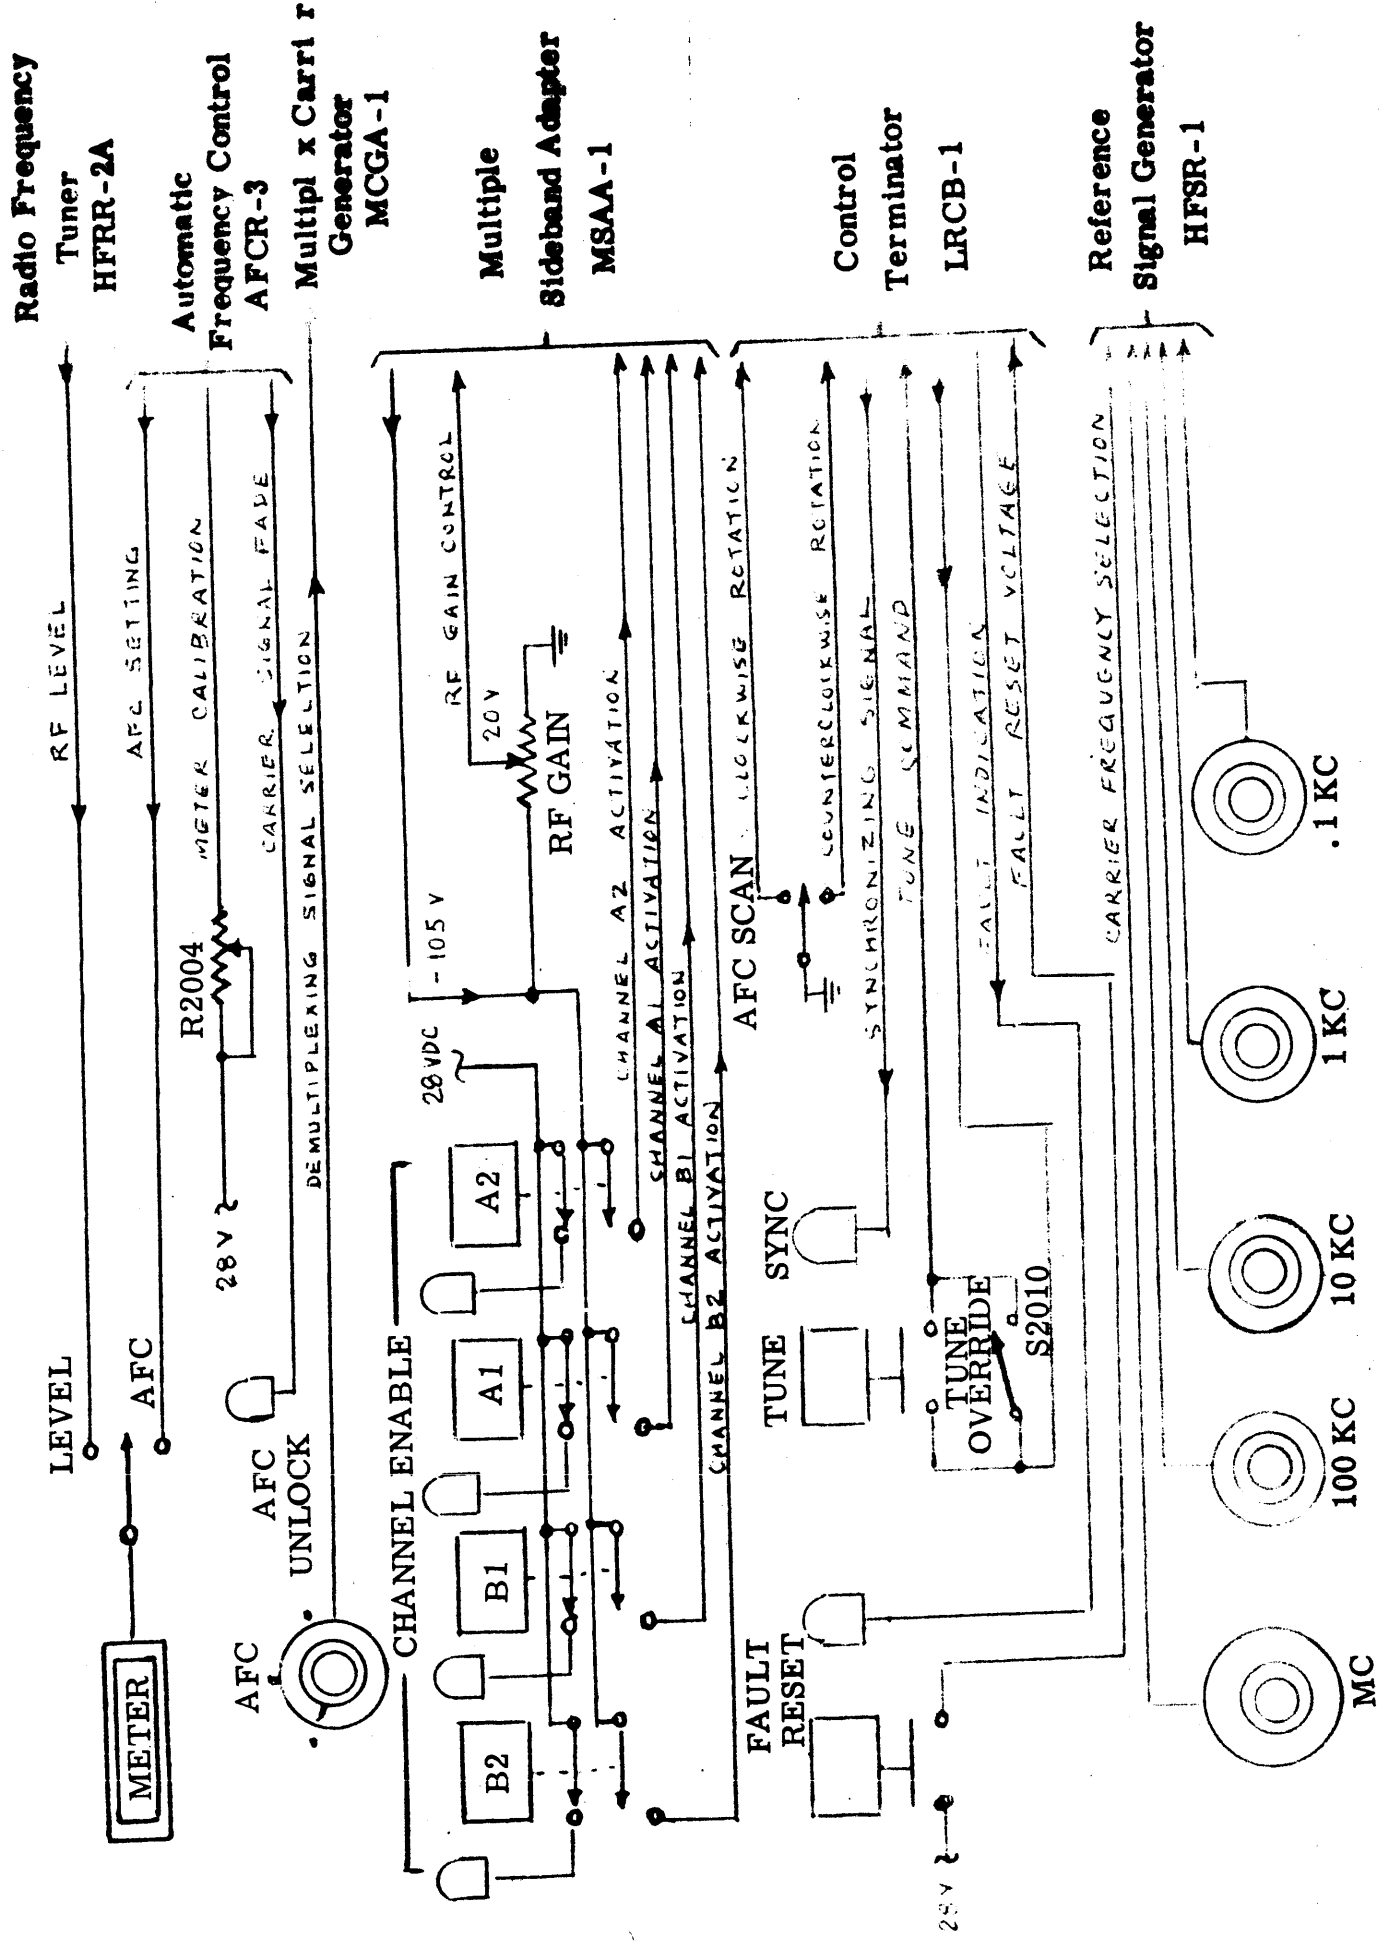 Radio Frequency
Tuner
HFRR-2A
Automatic
Frequency Control
AFCR-3
Multipl x Carri r
Generator
MCGA-1
Multiple
Sideband Adapter
MSAA-1
Control
Terminator
LRCB-1
Reference
Signal Generator
HFSR-1
RF LEVEL
AFC SETTING
METER CALIBRATION
CARRIER SIGNAL FADE
DEMULTIPLEXING SIGNAL SELECTION
RF GAIN CONTROL
20V
RF GAIN
-105 V
28 VDC
CHANNEL A2 ACTIVATION
CHANNEL A1 ACTIVATION
CHANNEL B1 ACTIVATION
CHANNEL B2 ACTIVATION
AFC SCAN
CLOCKWISE ROTATION
COUNTERCLOCKWISE ROTATION
SYNCHRONIZING SIGNAL
TUNE COMMAND
FAULT INDICATION
FALLT RESET VOLTAGE
CARRIER FREQUENCY SELECTION
METER
LEVEL
AFC
R2004
28 V
AFC
UNLOCK
AFC
CHANNEL ENABLE
B2
B1
A1
A2
FAULT
RESET
28 V
TUNE
SYNC
TUNE
OVERRIDE
S2010
MC
100 KC
10 KC
1 KC
.1 KC